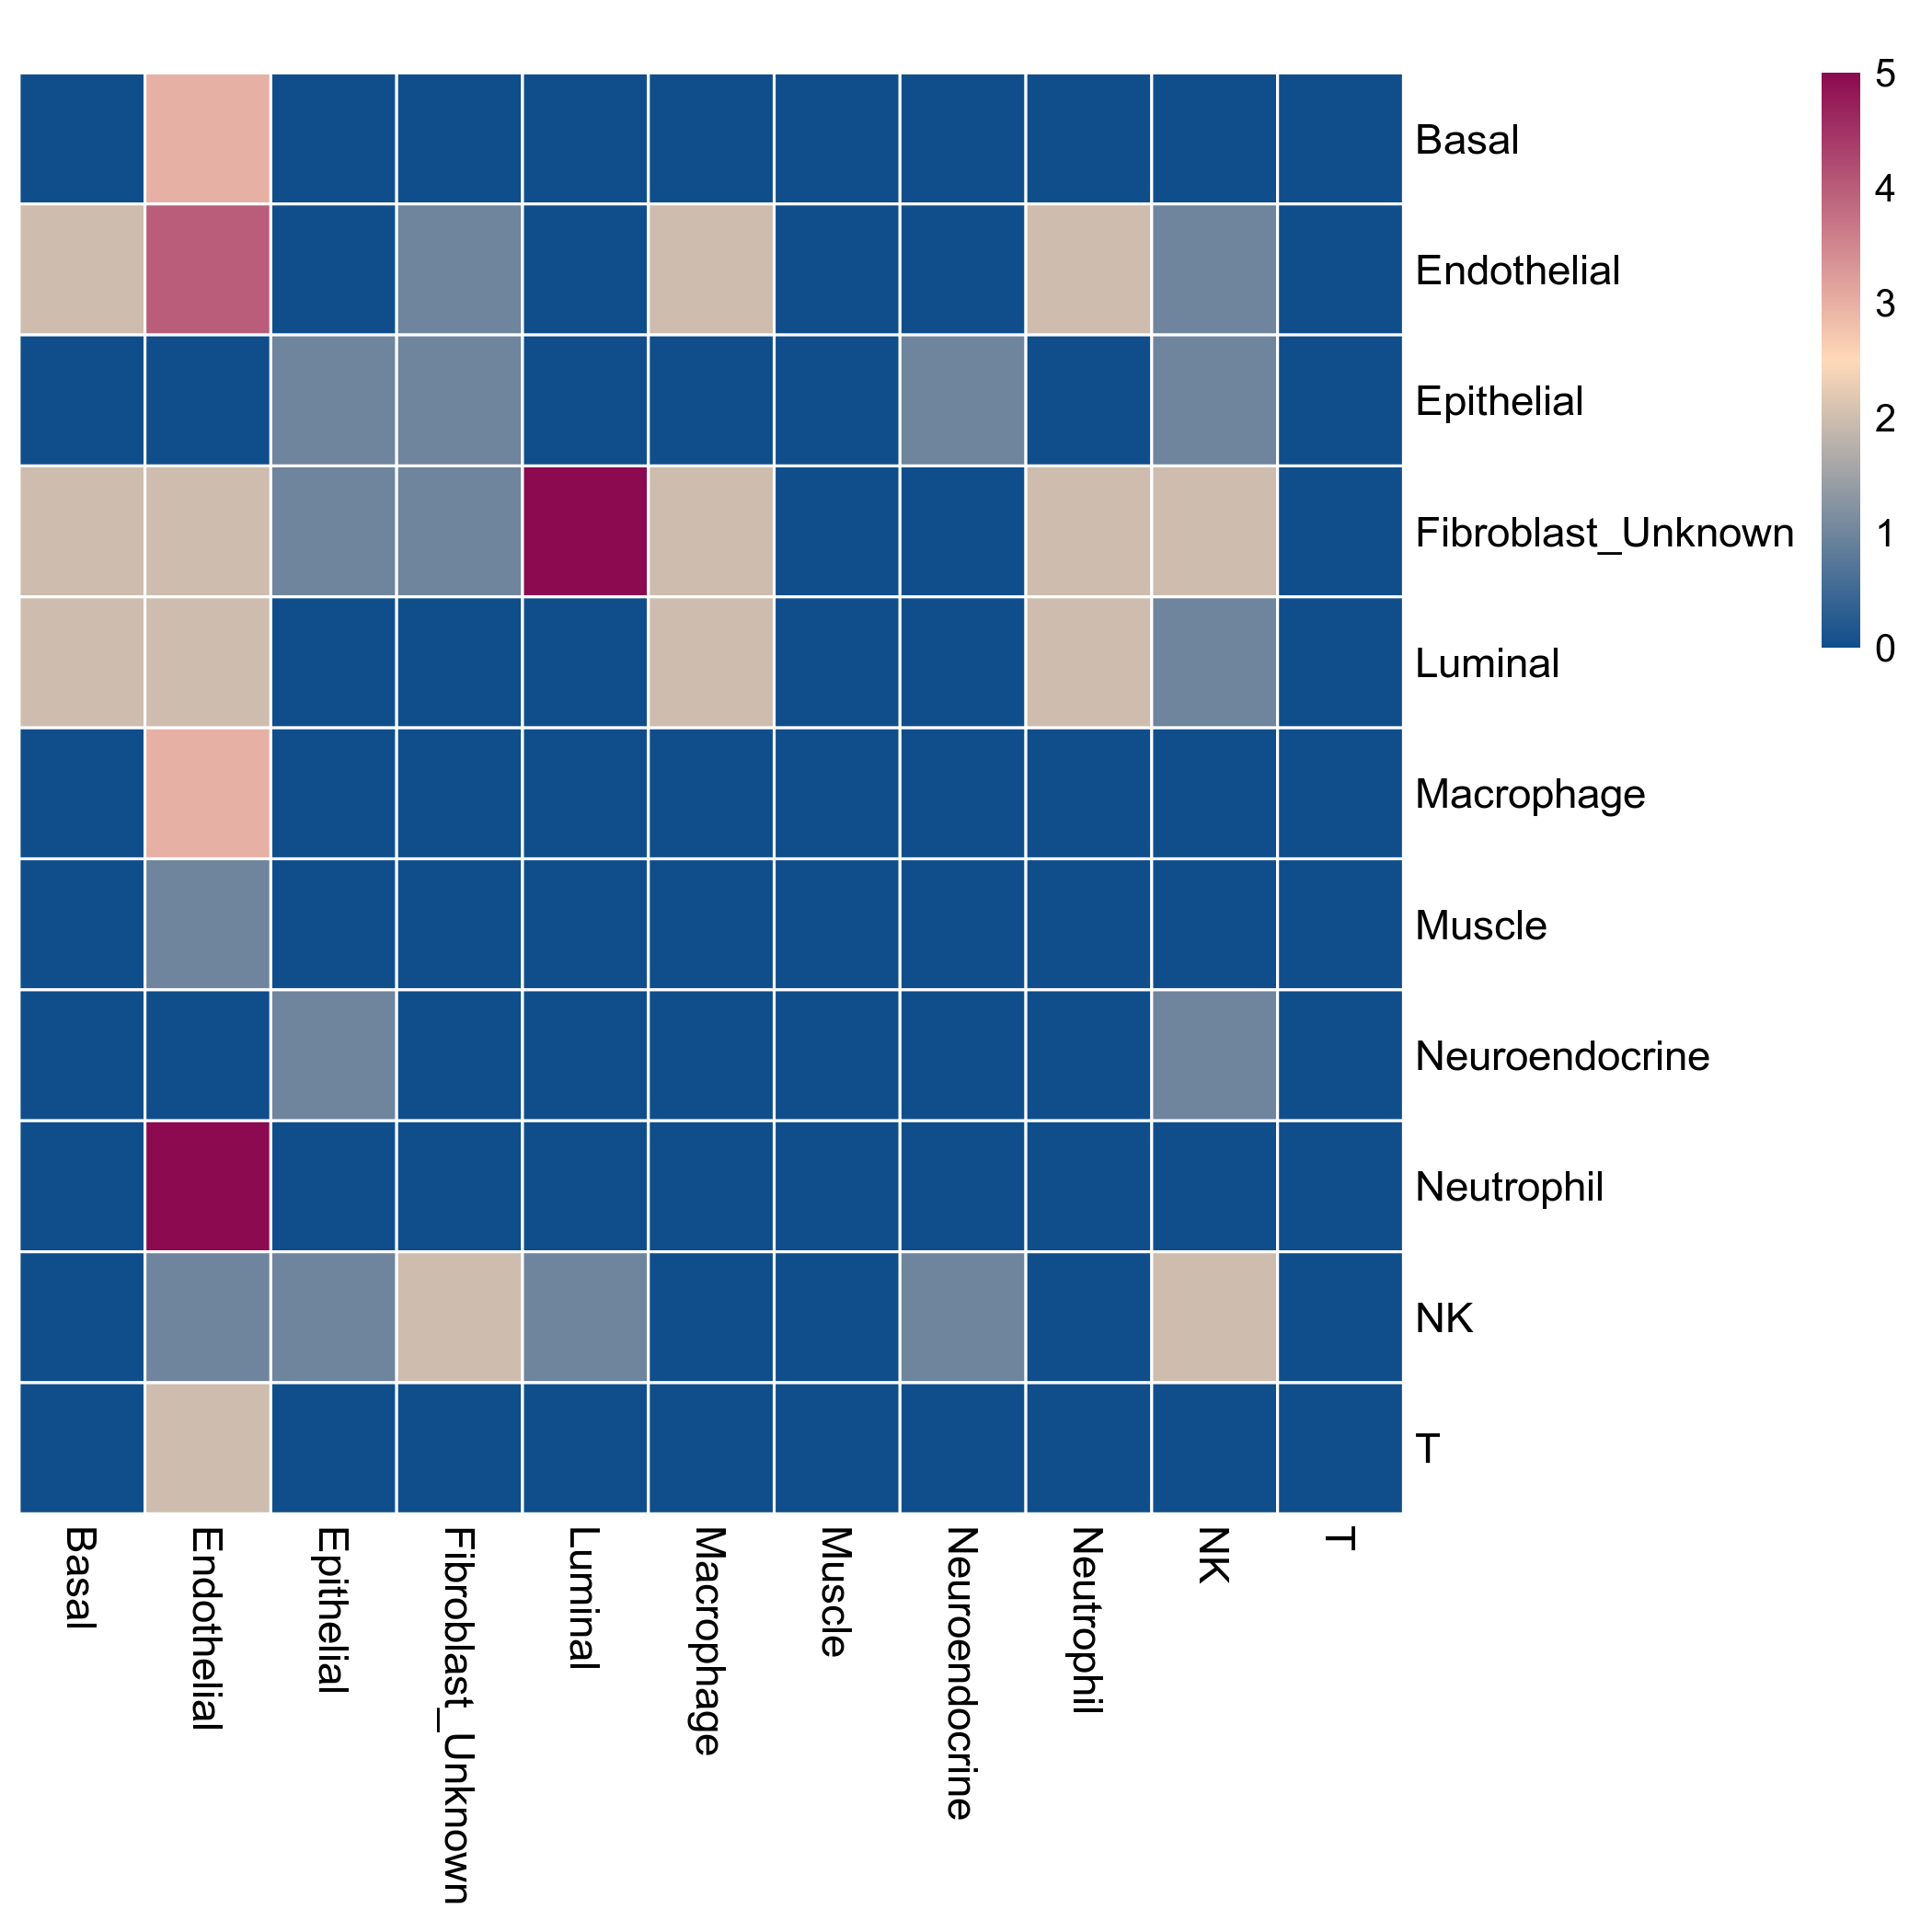 Basal
Endothelial
Epithelial
Fibroblast_Unknown
Luminal
Macrophage
Muscle
Neuroendocrine
Neutrophil
NK
T
5
4
3
2
1
0
Basal
Endothelial
Epithelial
Fibroblast_Unknown
Luminal
Macrophage
Muscle
Neuroendocrine
Neutrophil
NK
T